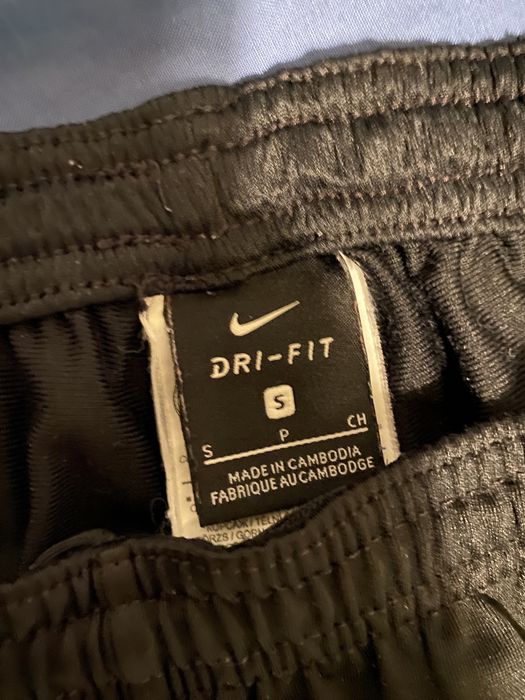 DRI-FIT
S
S P CH
MADE IN CAMBODIA
FABRIQUE AU CAMBODGE